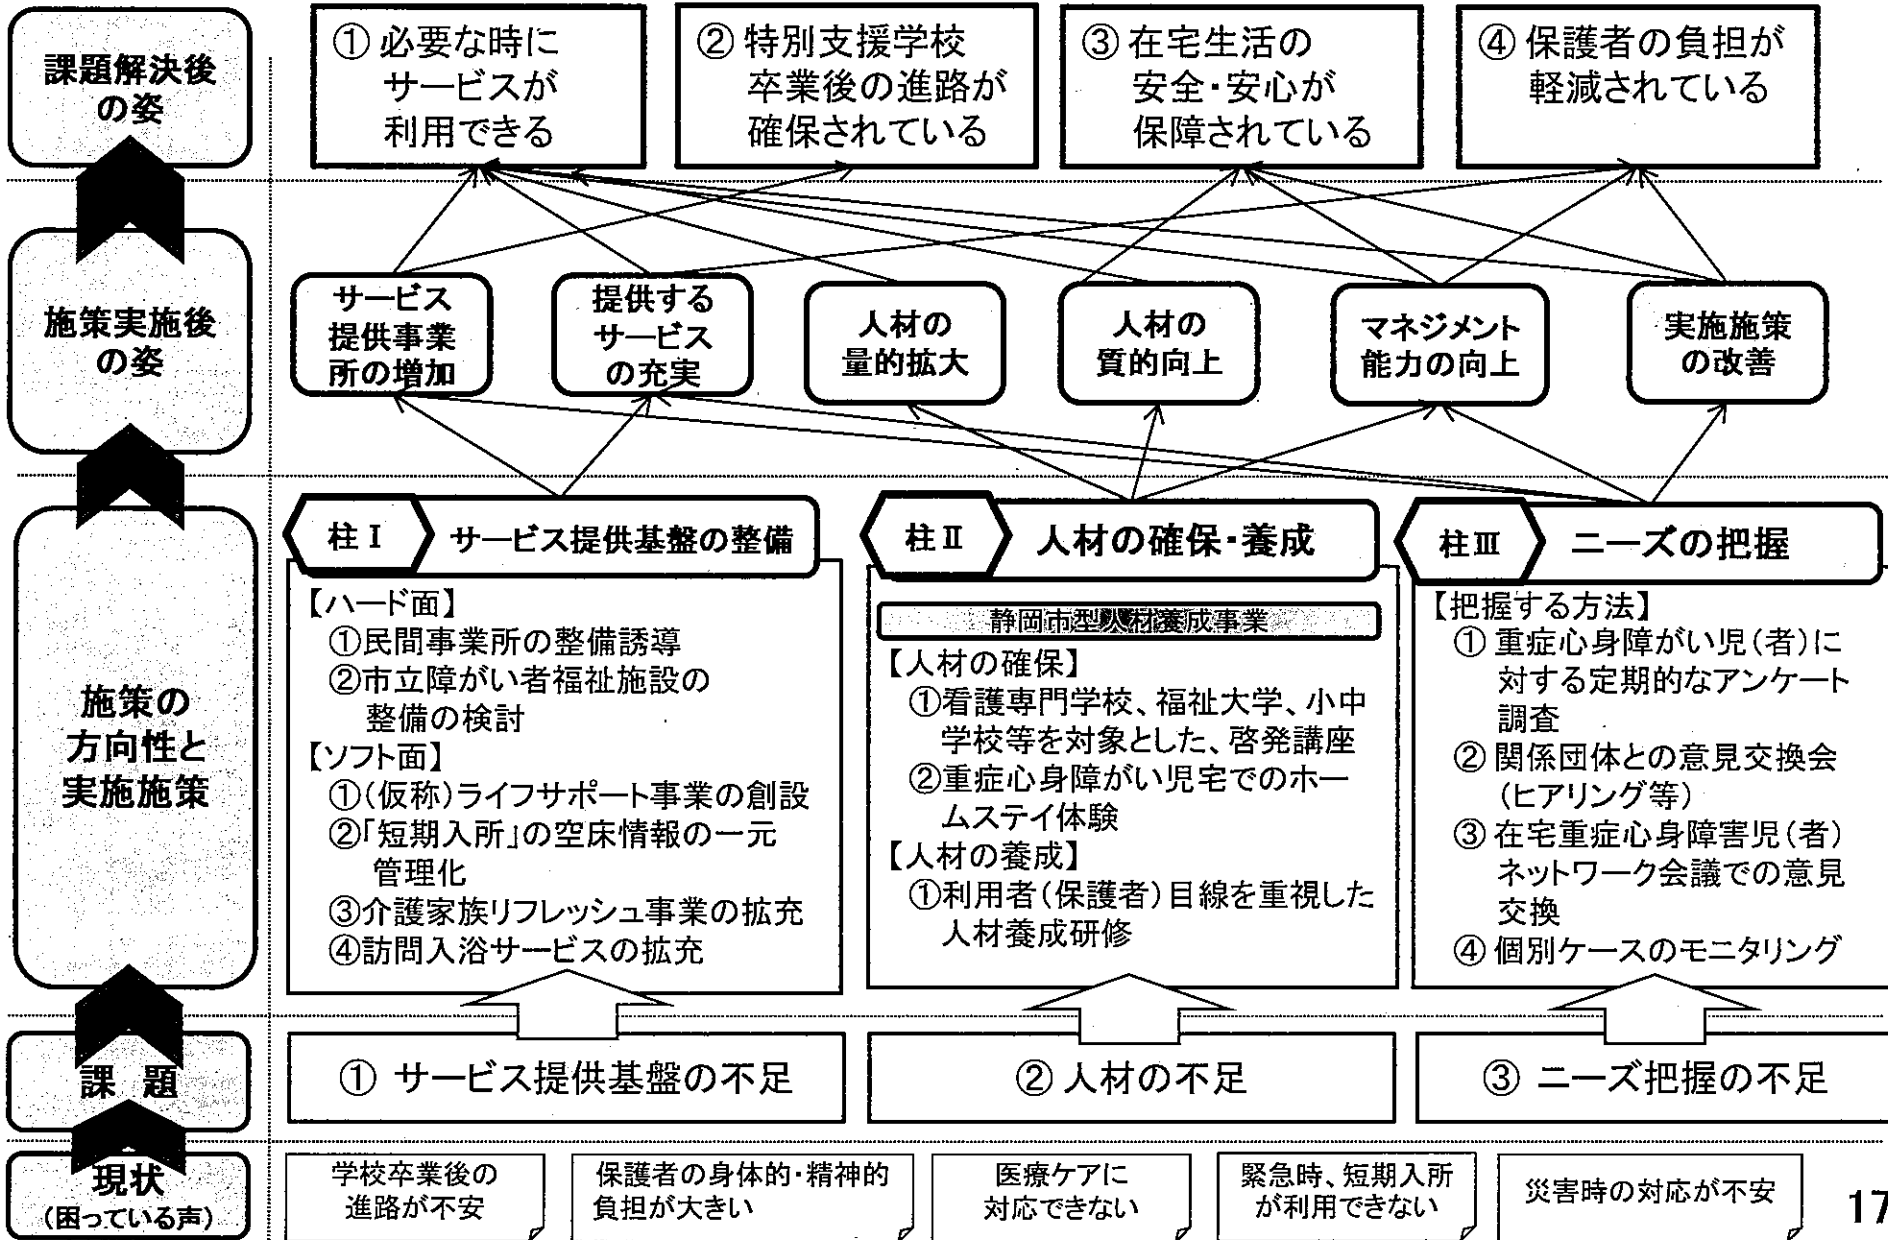 課題解決後
の姿
① 必要な時に
サービスが
利用できる
② 特別支援学校
卒業後の進路が
確保されている
③ 在宅生活の
安全・安心が
保障されている
④ 保護者の負担が
軽減されている
施策実施後
の姿
サービス
提供事業
所の増加
提供する
サービス
の充実
人材の
量的拡大
人材の
質的向上
マネジメント
能力の向上
実施施策
の改善
施策の
方向性と
実施施策
柱Ⅰ
サービス提供基盤の整備
【ハード面】
①民間事業所の整備誘導
②市立障がい者福祉施設の
整備の検討
【ソフト面】
①(仮称)ライフサポート事業の創設
②「短期入所」の空床情報の一元
管理化
③介護家族リフレッシュ事業の拡充
④訪問入浴サービスの拡充
柱Ⅱ
人材の確保・養成
静岡市型人材養成事業
【人材の確保】
①看護専門学校、福祉大学、小中
学校等を対象とした、啓発講座
②重症心身障がい児宅でのホー
ムステイ体験
【人材の養成】
①利用者(保護者)目線を重視した
人材養成研修
柱Ⅲ
ニーズの把握
【把握する方法】
① 重症心身障がい児(者)に
対する定期的なアンケート
調査
② 関係団体との意見交換会
(ヒアリング等)
③ 在宅重症心身障害児(者)
ネットワーク会議での意見
交換
④ 個別ケースのモニタリング
課 題
① サービス提供基盤の不足
② 人材の不足
③ ニーズ把握の不足
現状
(困っている声)
学校卒業後の
進路が不安
保護者の身体的・精神的
負担が大きい
医療ケアに
対応できない
緊急時、短期入所
が利用できない
災害時の対応が不安
17